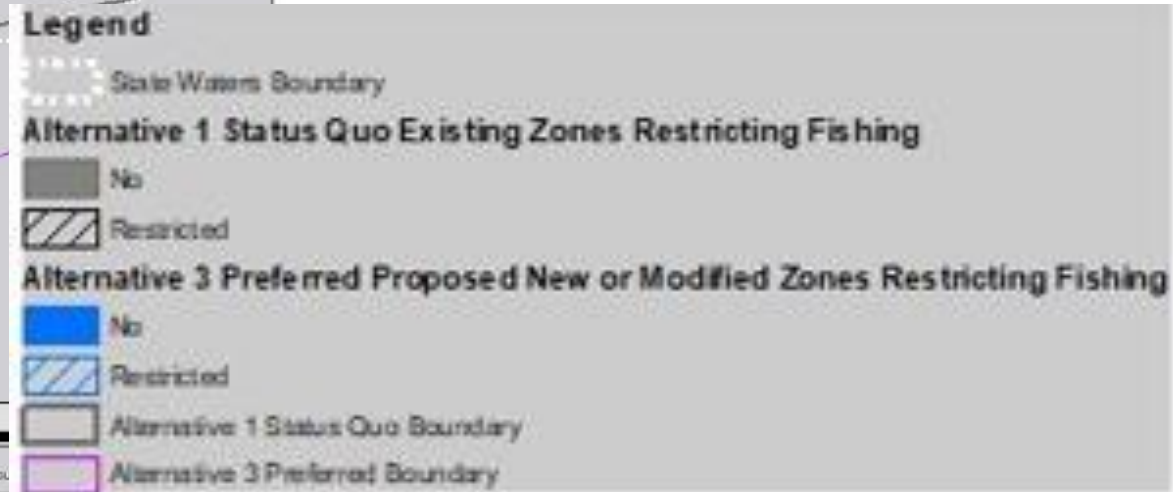 Legend
State Waters Boundary
Alternative 1 Status Quo Existing Zones Restricting Fishing
No
Restricted
Alternative 3 Preferred Proposed New or Modified Zones Restricting Fishing
No
Restricted
Alternative 1 Status Quo Boundary
Alternative 3 Preferred Boundary